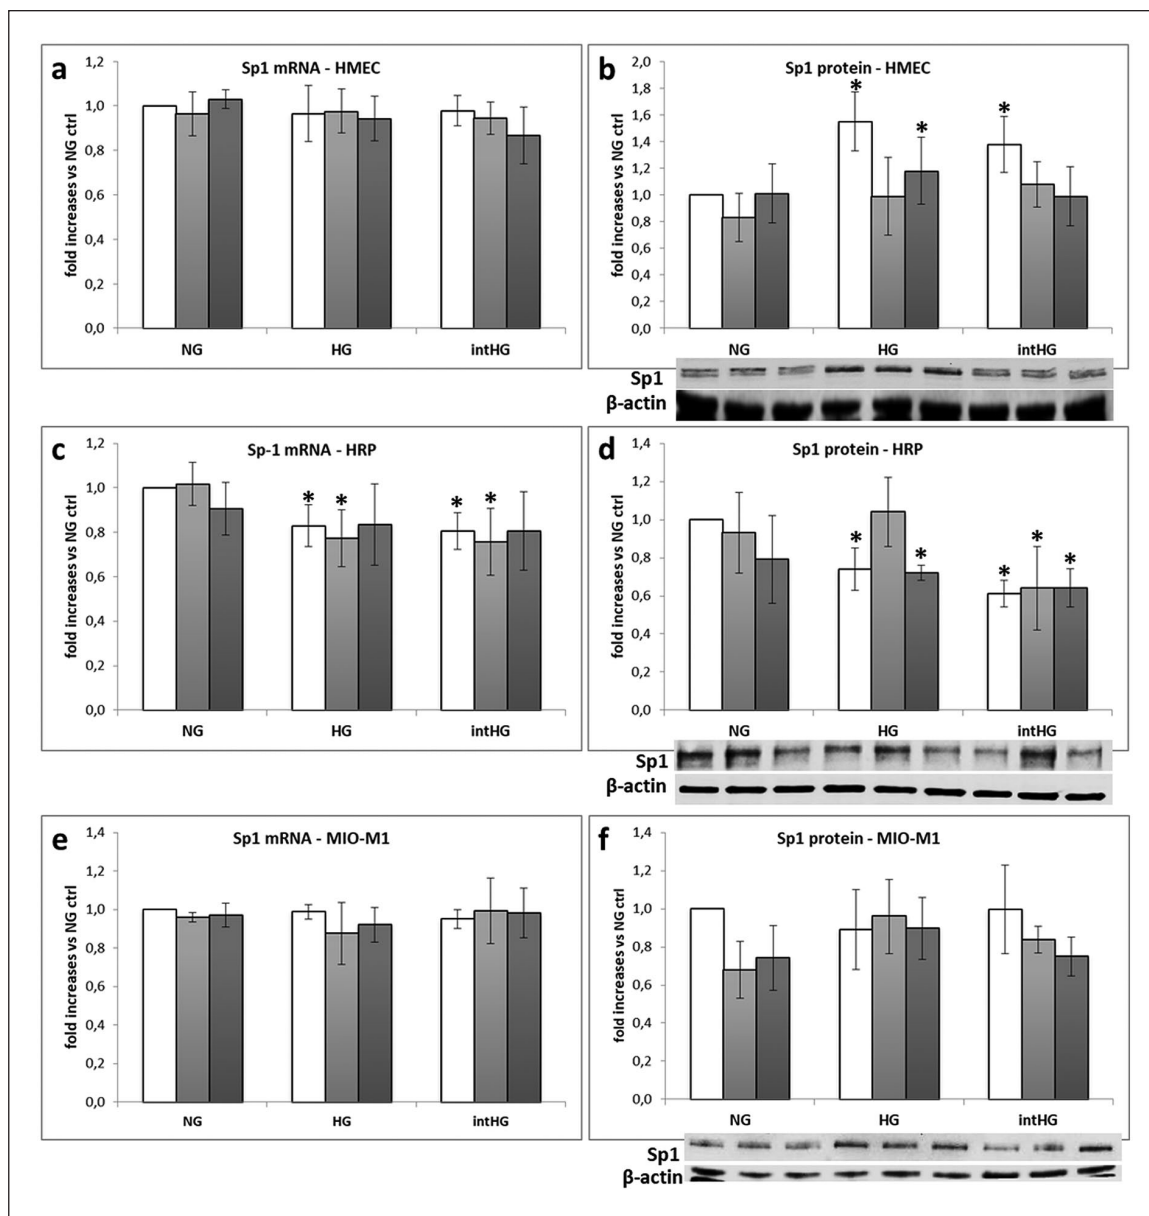 a
Sp1 mRNA - HMEC
fold increases vs NG ctrl
1,2
1,0
0,8
0,6
0,4
0,2
0,0
NG HG intHG
b
Sp1 protein - HMEC
fold increases vs NG ctrl
2,0
1,8
1,6
1,4
1,2
1,0
0,8
0,6
0,4
0,2
0,0
* * *
NG HG intHG
Sp1
β-actin
c
Sp-1 mRNA - HRP
fold increases vs NG ctrl
1,2
1,0
0,8
0,6
0,4
0,2
0,0
* * * *
NG HG intHG
d
Sp1 protein - HRP
fold increases vs NG ctrl
1,4
1,2
1,0
0,8
0,6
0,4
0,2
0,0
* * * * *
NG HG intHG
Sp1
β-actin
e
Sp1 mRNA - MIO-M1
fold increases vs NG ctrl
1,4
1,2
1,0
0,8
0,6
0,4
0,2
0,0
NG HG intHG
f
Sp1 protein - MIO-M1
fold increases vs NG ctrl
1,4
1,2
1,0
0,8
0,6
0,4
0,2
0,0
NG HG intHG
Sp1
β-actin